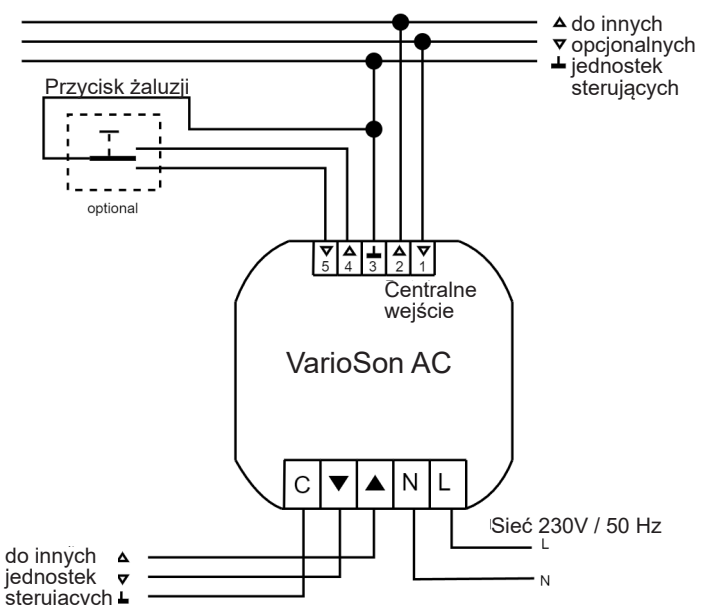 do innych
opcjonalnych
jednostek
sterujących
Przycisk żaluzji
optional
5 4 3 2 1
Centralne
wejście
VarioSon AC
C N L
Sieć 230V / 50 Hz
L
N
do innych
jednostek
sterujących